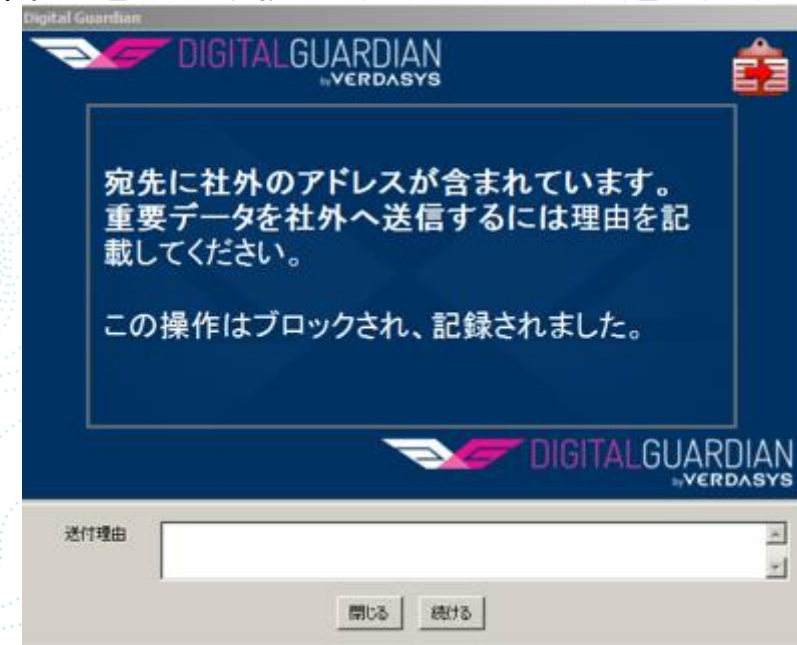 Digital Guardian
DIGITALGUARDIAN
by VERDASYS
宛先に社外のアドレスが含まれています。
重要データを社外へ送信するには理由を記
載してください。
この操作はブロックされ、記録されました。
DIGITALGUARDIAN
by VERDASYS
送付理由
閉じる 続ける